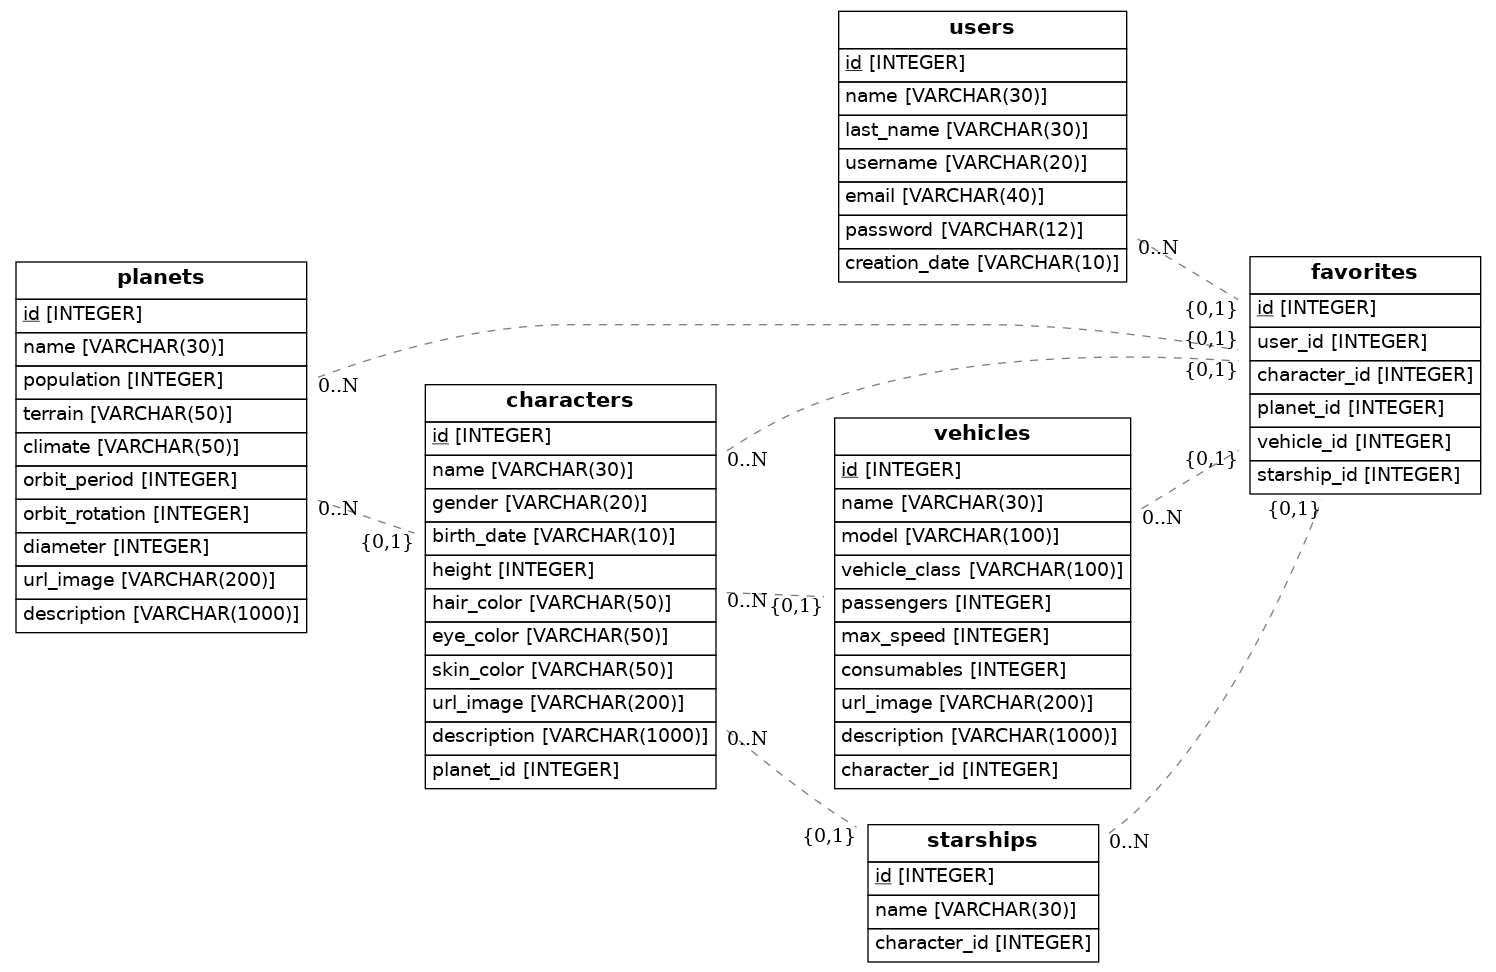 users
id [INTEGER]
name [VARCHAR(30)]
last_name [VARCHAR(30)]
username [VARCHAR(20)]
email [VARCHAR(40)]
password [VARCHAR(12)]
creation_date [VARCHAR(10)]
0..N
{0,1}
planets
id [INTEGER]
name [VARCHAR(30)]
population [INTEGER]
terrain [VARCHAR(50)]
climate [VARCHAR(50)]
orbit_period [INTEGER]
orbit_rotation [INTEGER]
diameter [INTEGER]
url_image [VARCHAR(200)]
description [VARCHAR(1000)]
0..N
{0,1}
0..N
{0,1}
favorites
id [INTEGER]
user_id [INTEGER]
character_id [INTEGER]
planet_id [INTEGER]
vehicle_id [INTEGER]
starship_id [INTEGER]
characters
id [INTEGER]
name [VARCHAR(30)]
gender [VARCHAR(20)]
birth_date [VARCHAR(10)]
height [INTEGER]
hair_color [VARCHAR(50)]
eye_color [VARCHAR(50)]
skin_color [VARCHAR(50)]
url_image [VARCHAR(200)]
description [VARCHAR(1000)]
planet_id [INTEGER]
0..N
{0,1}
0..N
{0,1}
0..N
{0,1}
vehicles
id [INTEGER]
name [VARCHAR(30)]
model [VARCHAR(100)]
vehicle_class [VARCHAR(100)]
passengers [INTEGER]
max_speed [INTEGER]
consumables [INTEGER]
url_image [VARCHAR(200)]
description [VARCHAR(1000)]
character_id [INTEGER]
0..N
{0,1}
starships
id [INTEGER]
name [VARCHAR(30)]
character_id [INTEGER]
0..N
{0,1}